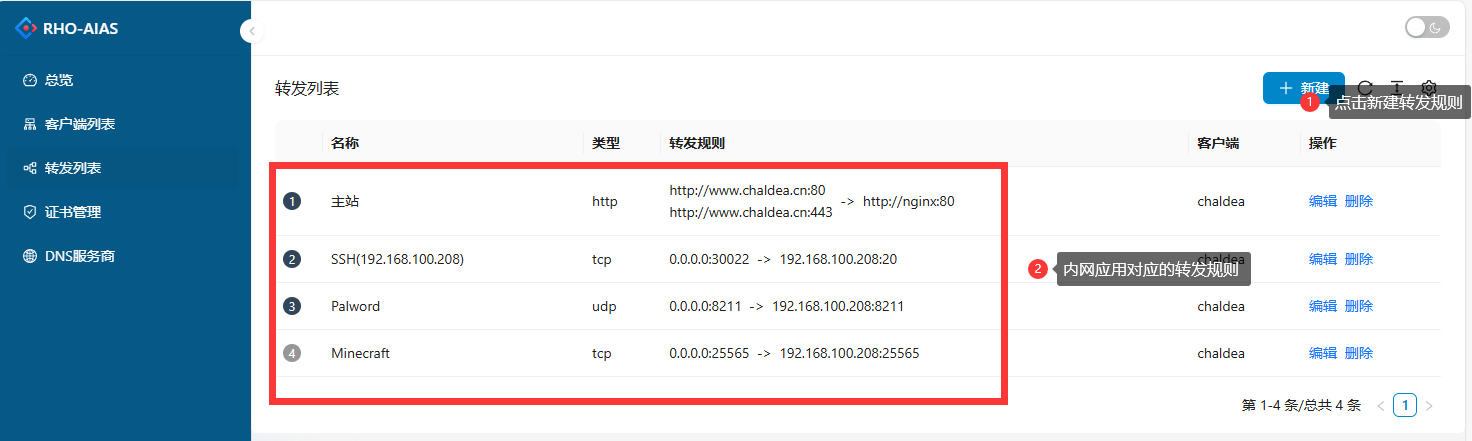 RHO-AIAS
总览
客户端列表
转发列表
证书管理
DNS服务商
转发列表
新建
1 点击新建转发规则
名称 类型 转发规则 客户端 操作
1 主站 http http://www.chaldea.cn:80 -> http://nginx:80 chaldea 编辑 删除
http://www.chaldea.cn:443
2 SSH(192.168.100.208) tcp 0.0.0.0:30022 -> 192.168.100.208:20 chaldea 编辑 删除
2 内网应用对应的转发规则
3 Palword udp 0.0.0.0:8211 -> 192.168.100.208:8211 chaldea 编辑 删除
4 Minecraft tcp 0.0.0.0:25565 -> 192.168.100.208:25565 chaldea 编辑 删除
第 1-4 条/总共 4 条 < 1 >